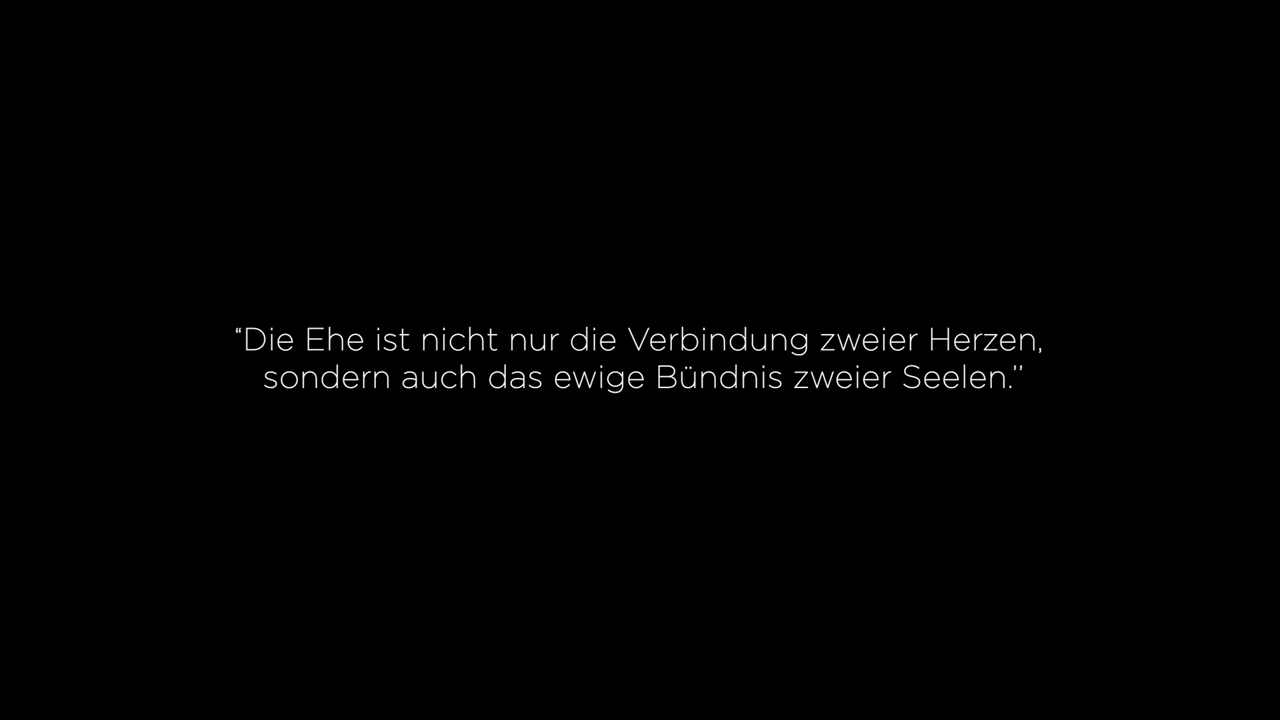 “Die Ehe ist nicht nur die Verbindung zweier Herzen,
sondern auch das ewige Bündnis zweier Seelen.’’